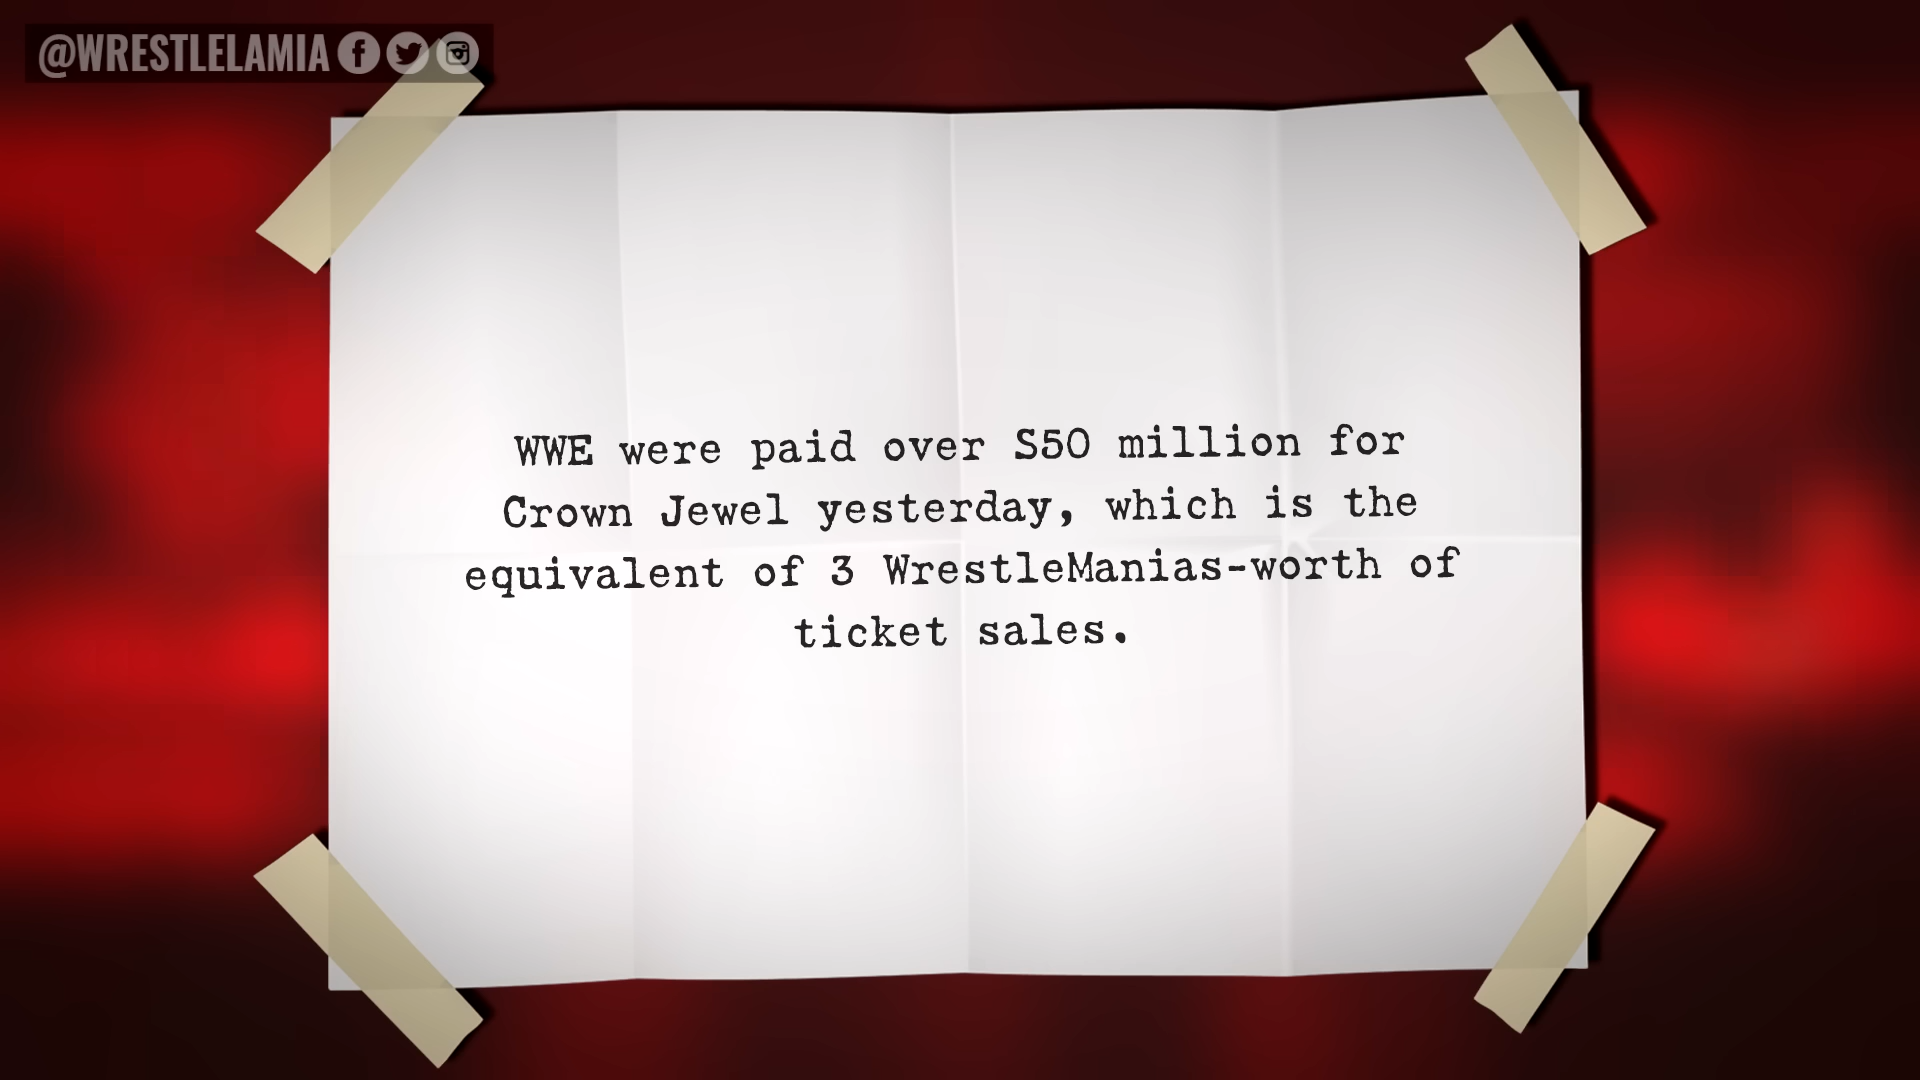 @WRESTLELAMIA
WWE were paid over $50 million for
Crown Jewel yesterday, which is the
equivalent of 3 WrestleManias-worth of
ticket sales.